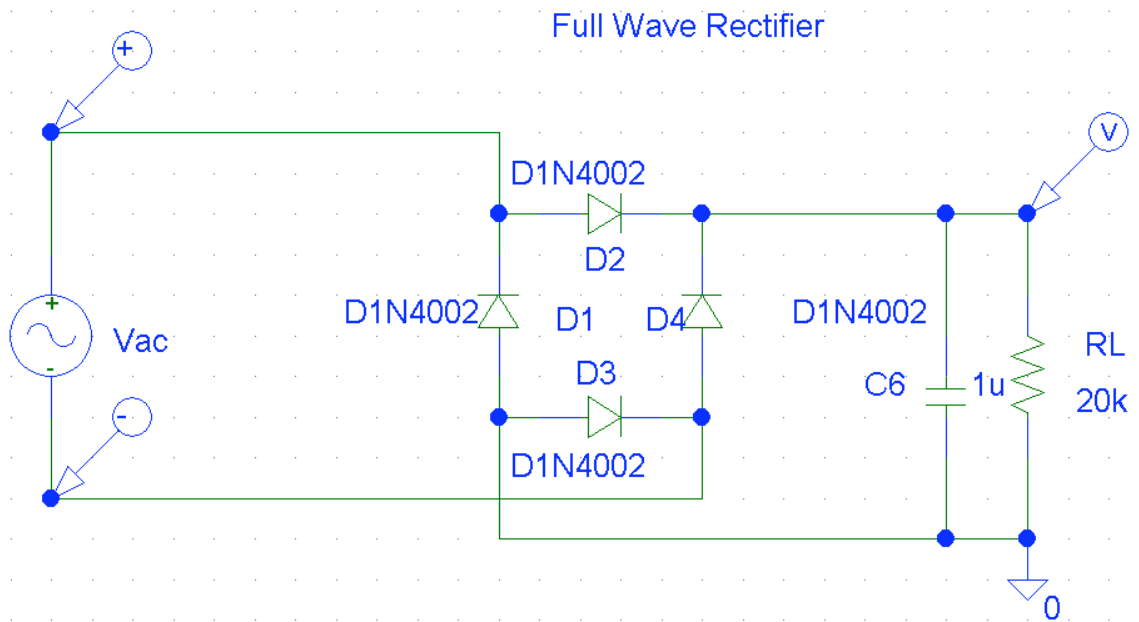 Full Wave Rectifier
+
V
D1N4002
D2
+
-
Vac
D1N4002
D1
D4
D1N4002
D3
C6
1u
RL
20k
-
D1N4002
0